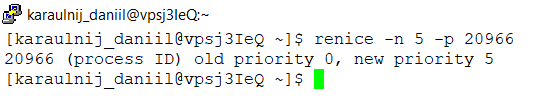 karaulnij_daniil@vpsj3IeQ:~
[karaulnij_daniil@vpsj3IeQ ~]$ renice -n 5 -p 20966
20966 (process ID) old priority 0, new priority 5
[karaulnij_daniil@vpsj3IeQ ~]$